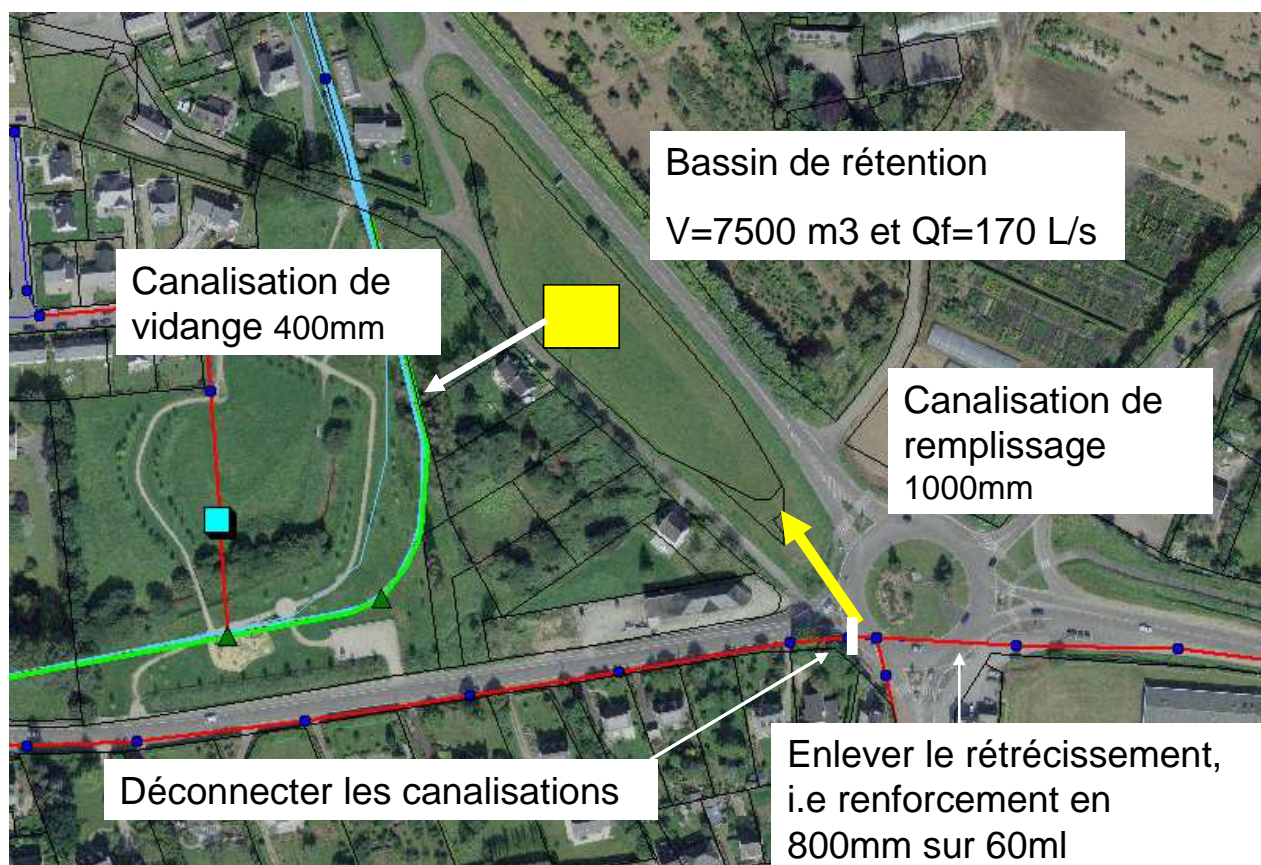 Bassin de rétention
V=7500 m3 et Qf=170 L/s
Canalisation de
vidange 400mm
Canalisation de
remplissage
1000mm
Déconnecter les canalisations
Enlever le rétrécissement,
i.e renforcement en
800mm sur 60ml